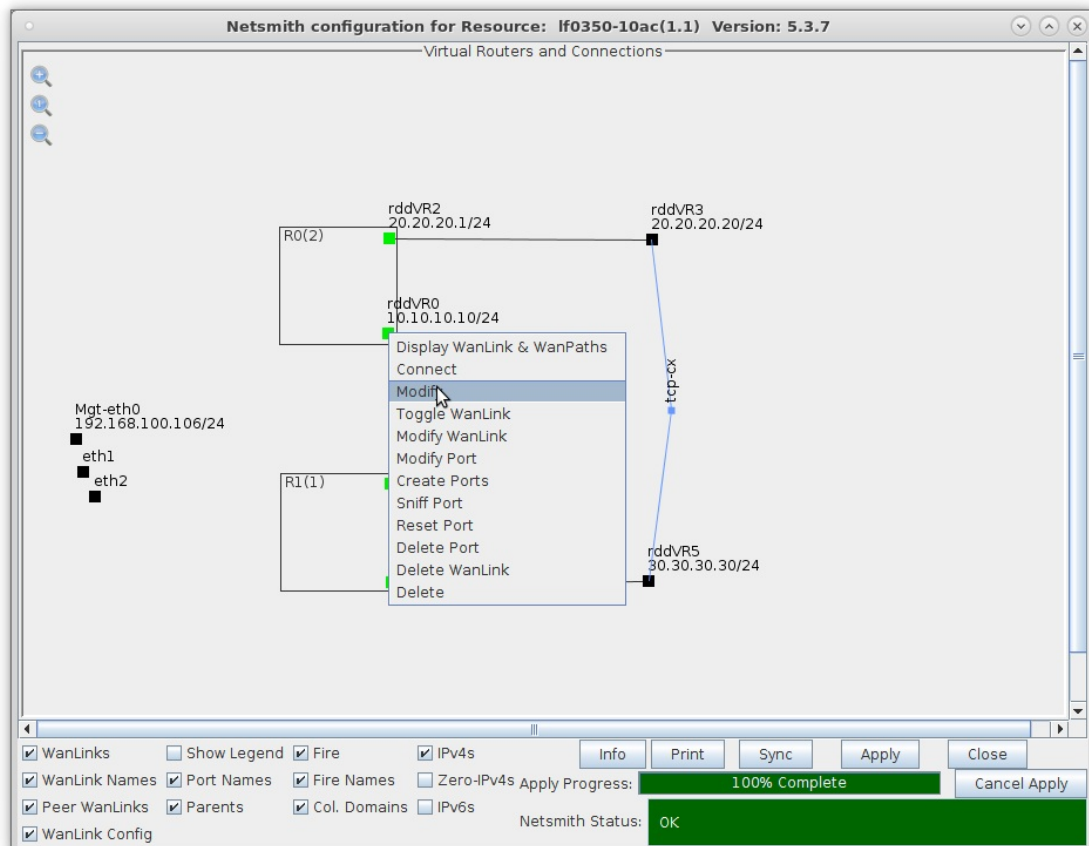 Netsmith configuration for Resource: lf0350-10ac(1.1) Version: 5.3.7
Virtual Routers and Connections
rddVR2
20.20.20.1/24
rddVR3
20.20.20.20/24
R0(2)
rddVR0
10.10.10.10/24
Display WanLink & WanPaths
Connect
Modify
Toggle WanLink
Modify WanLink
Modify Port
Create Ports
Sniff Port
Reset Port
Delete Port
Delete WanLink
Delete
tcp-cx
Mgt-eth0
192.168.100.106/24
eth1
eth2
R1(1)
rddVR5
30.30.30.30/24
WanLinks
Show Legend
Fire
IPv4s
Info
Print
Sync
Apply
Close
WanLink Names
Port Names
Fire Names
Zero-IPv4s
Apply Progress:
100% Complete
Cancel Apply
Peer WanLinks
Parents
Col. Domains
IPv6s
Netsmith Status:
OK
WanLink Config